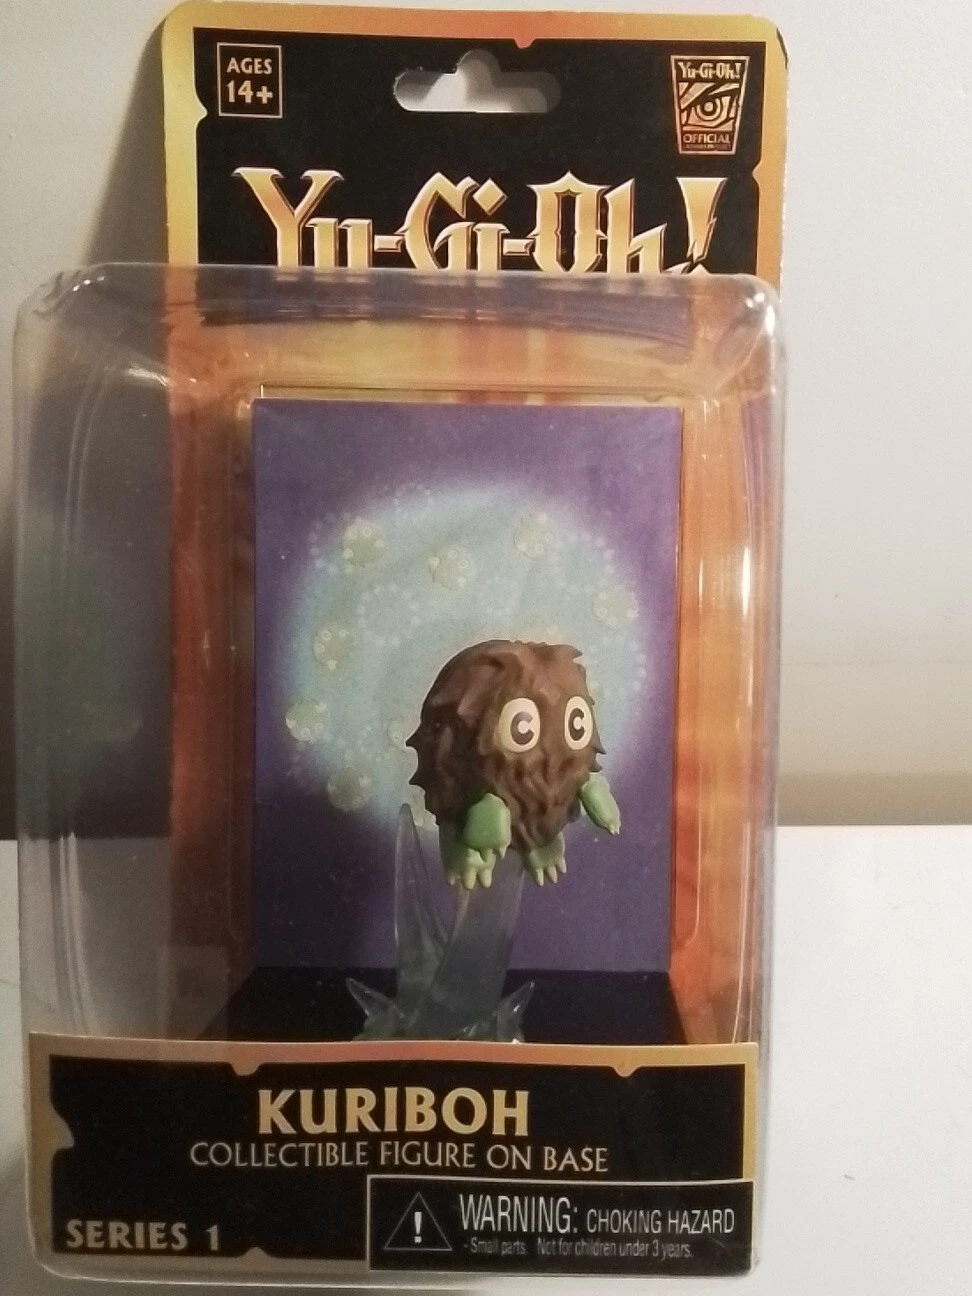 AGES
14+
Yu-Gi-Oh!
OFFICIAL
Yu-Gi-Oh!
KURIBOH
COLLECTIBLE FIGURE ON BASE
SERIES 1
WARNING: CHOKING HAZARD
- Small parts. Not for children under 3 years.